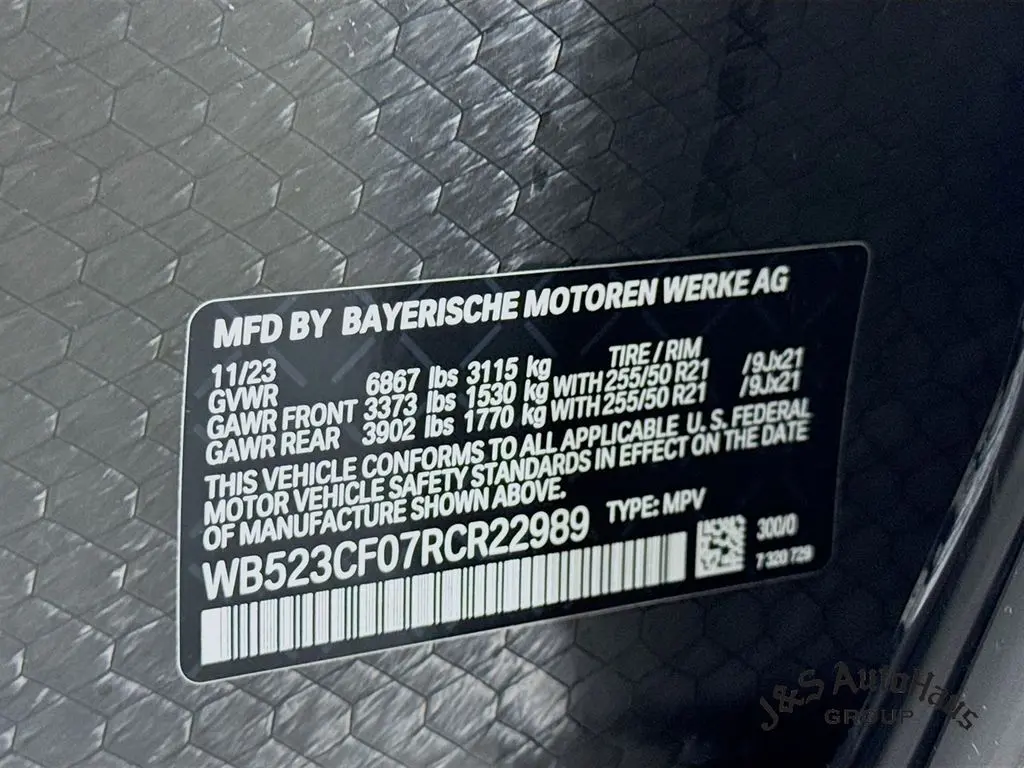 MFD BY BAYERISCHE MOTOREN WERKE AG
11/23 TIRE / RIM
GVWR 6867 lbs 3115 kg
GAWR FRONT 3373 lbs 1530 kg WITH 255/50 R21 /9Jx21
GAWR REAR 3902 lbs 1770 kg WITH 255/50 R21 /9Jx21
THIS VEHICLE CONFORMS TO ALL APPLICABLE U. S. FEDERAL
MOTOR VEHICLE SAFETY STANDARDS IN EFFECT ON THE DATE
OF MANUFACTURE SHOWN ABOVE.
WB523CF07RCR22989 TYPE: MPV
300/0
7 320 729
J&S AutoHaus
GROUP